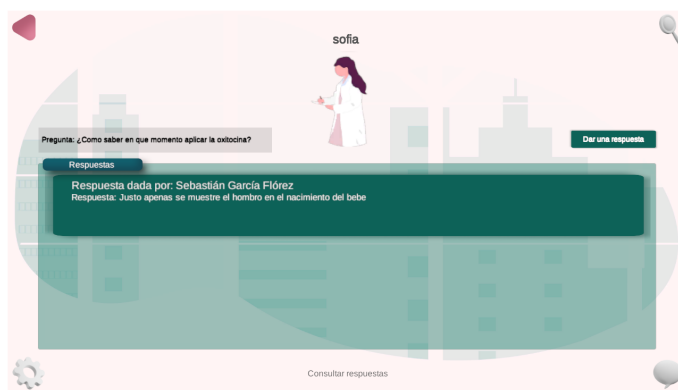 sofia
Pregunta: ¿Como saber en que momento aplicar la oxitocina?
Dar una respuesta
Respuestas
Respuesta dada por: Sebastián García Flórez
Respuesta: Justo apenas se muestre el hombro en el nacimiento del bebe
Consultar respuestas